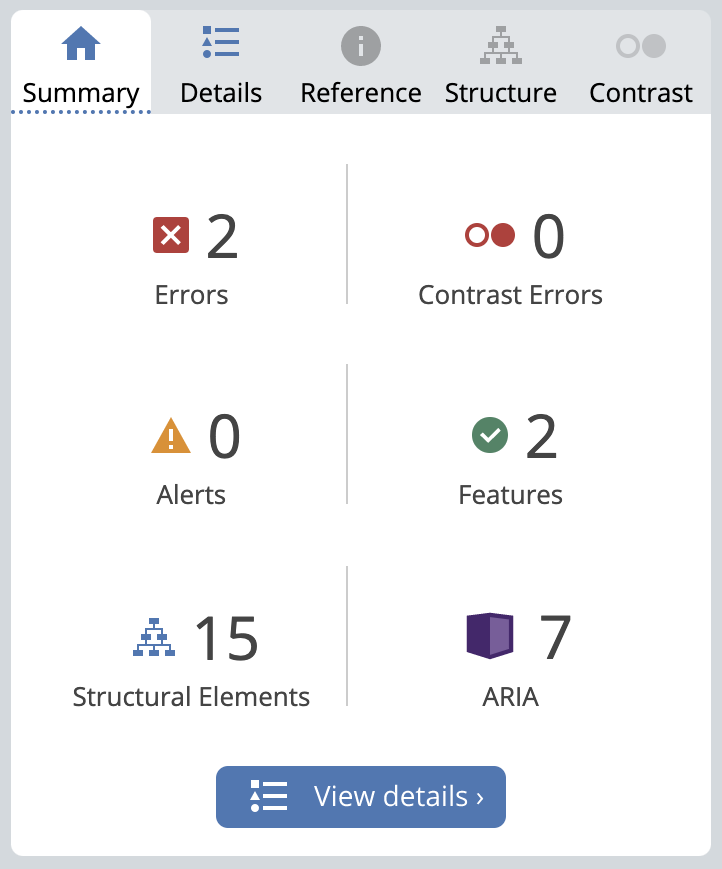 Summary Details Reference Structure Contrast
2 0
Errors Contrast Errors
0 2
Alerts Features
15 7
Structural Elements ARIA
View details ›